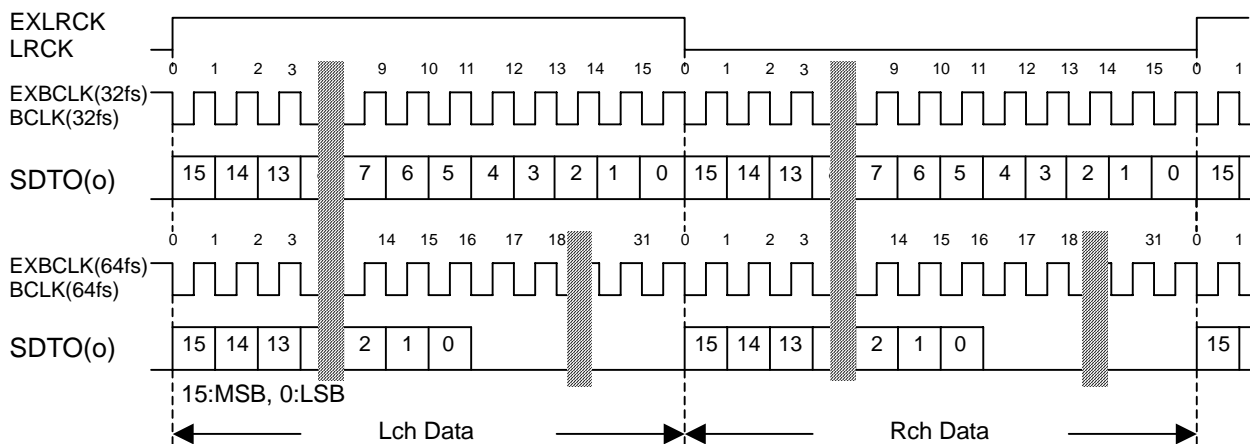 EXLRCK
LRCK
0 1 2 3 9 10 11 12 13 14 15 0 1 2 3 9 10 11 12 13 14 15 0 1
EXBCLK(32fs)
BCLK(32fs)
SDTO(o) 15 14 13 7 6 5 4 3 2 1 0 15 14 13 7 6 5 4 3 2 1 0 15
0 1 2 3 14 15 16 17 18 31 0 1 2 3 14 15 16 17 18 31 0 1
EXBCLK(64fs)
BCLK(64fs)
SDTO(o) 15 14 13 2 1 0 15 14 13 2 1 0 15
15:MSB, 0:LSB
Lch Data Rch Data